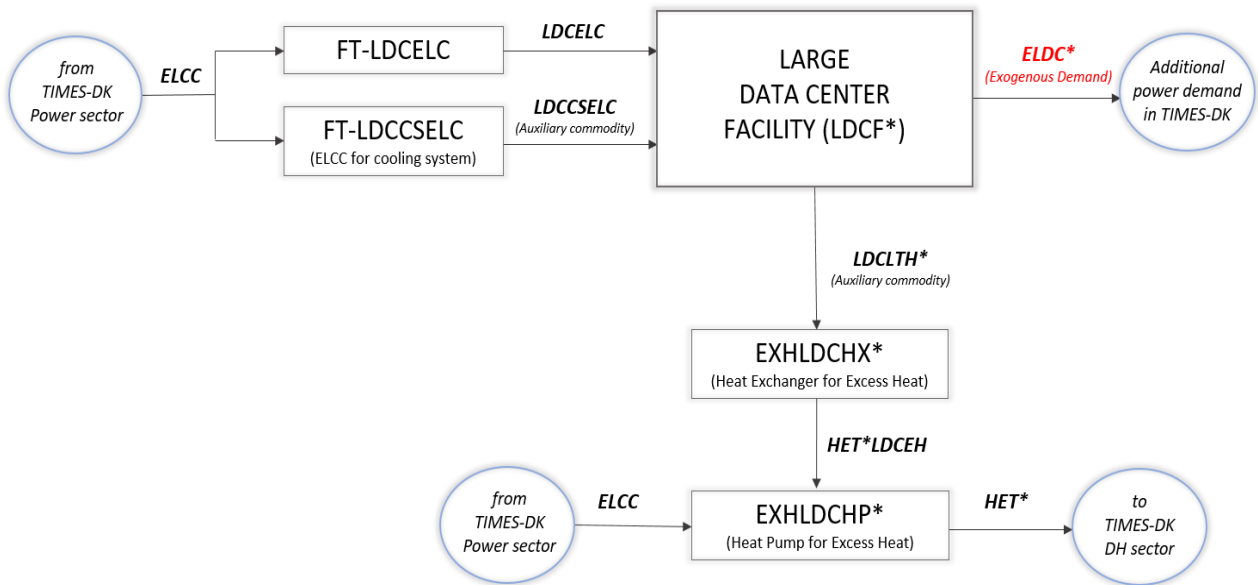 from
TIMES-DK
Power sector
ELCC
FT-LDCELC
LDCELC
FT-LDCCSELC
(ELCC for cooling system)
LDCCSELC
(Auxiliary commodity)
LARGE
DATA CENTER
FACILITY (LDCF*)
ELDC*
(Exogenous Demand)
Additional
power demand
in TIMES-DK
LDCLTH*
(Auxiliary commodity)
EXHLDCHX*
(Heat Exchanger for Excess Heat)
HET*LDCEH
from
TIMES-DK
Power sector
ELCC
EXHLDCHP*
(Heat Pump for Excess Heat)
HET*
to
TIMES-DK
DH sector